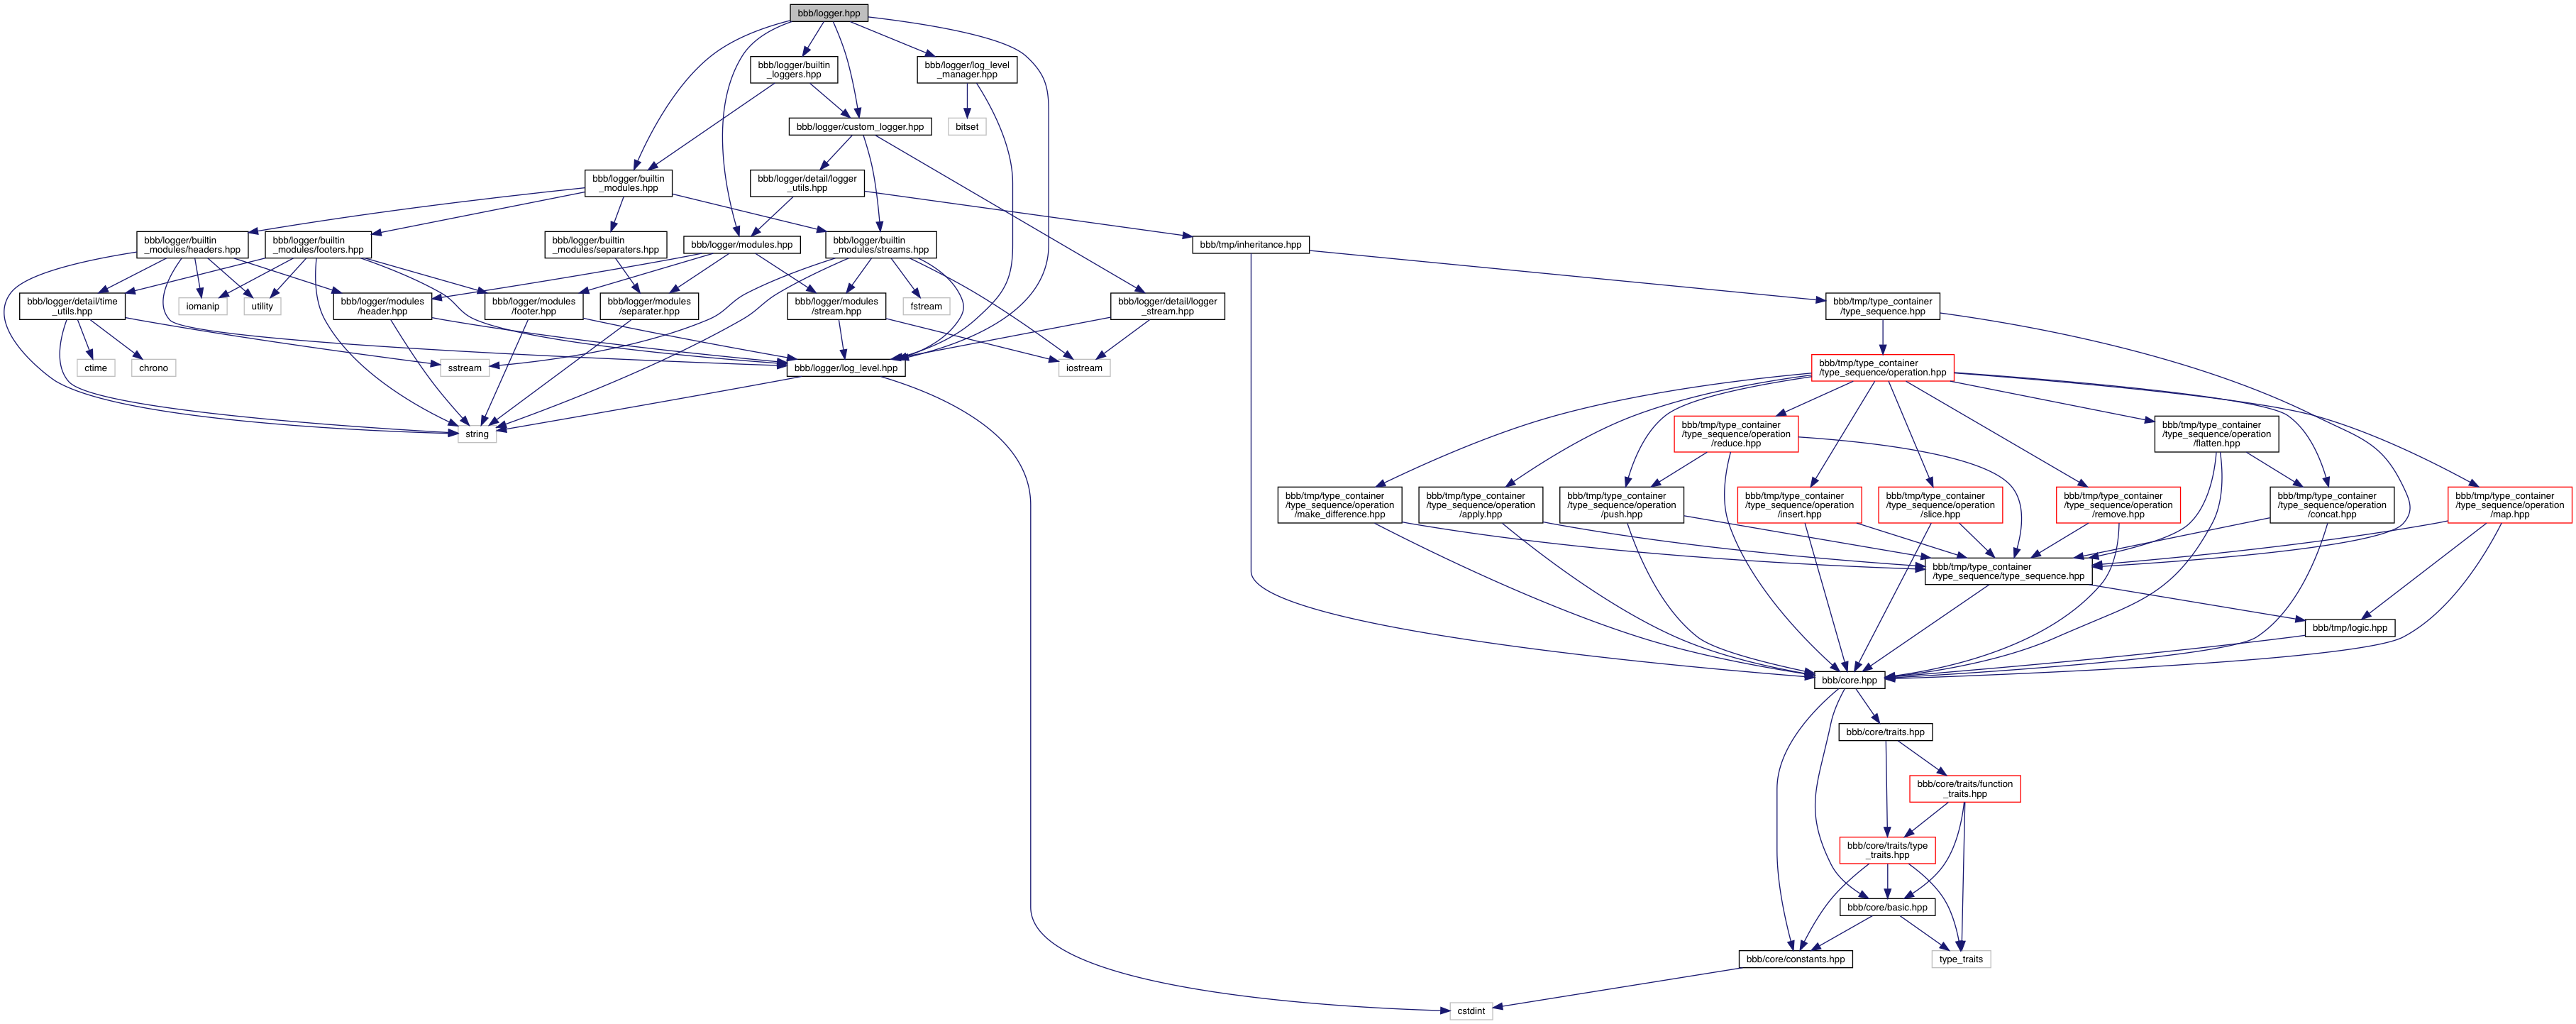 bbb/logger.hpp
bbb/logger/builtin
_loggers.hpp
bbb/logger/log_level
_manager.hpp
bbb/logger/custom_logger.hpp
bitset
bbb/logger/builtin
_modules.hpp
bbb/logger/detail/logger
_utils.hpp
bbb/logger/builtin
_modules/headers.hpp
bbb/logger/builtin
_modules/footers.hpp
bbb/logger/builtin
_modules/separaters.hpp
bbb/logger/modules.hpp
bbb/logger/builtin
_modules/streams.hpp
bbb/tmp/inheritance.hpp
bbb/logger/detail/time
_utils.hpp
iomanip
utility
bbb/logger/modules
/header.hpp
bbb/logger/modules
/footer.hpp
bbb/logger/modules
/separater.hpp
bbb/logger/modules
/stream.hpp
fstream
bbb/logger/detail/logger
_stream.hpp
bbb/tmp/type_container
/type_sequence.hpp
ctime
chrono
sstream
bbb/logger/log_level.hpp
iostream
bbb/tmp/type_container
/type_sequence/operation.hpp
string
bbb/tmp/type_container
/type_sequence/operation
/reduce.hpp
bbb/tmp/type_container
/type_sequence/operation
/flatten.hpp
bbb/tmp/type_container
/type_sequence/operation
/make_difference.hpp
bbb/tmp/type_container
/type_sequence/operation
/apply.hpp
bbb/tmp/type_container
/type_sequence/operation
/push.hpp
bbb/tmp/type_container
/type_sequence/operation
/insert.hpp
bbb/tmp/type_container
/type_sequence/operation
/slice.hpp
bbb/tmp/type_container
/type_sequence/operation
/remove.hpp
bbb/tmp/type_container
/type_sequence/operation
/concat.hpp
bbb/tmp/type_container
/type_sequence/operation
/map.hpp
bbb/tmp/type_container
/type_sequence/type_sequence.hpp
bbb/tmp/logic.hpp
bbb/core.hpp
bbb/core/traits.hpp
bbb/core/traits/function
_traits.hpp
bbb/core/traits/type
_traits.hpp
bbb/core/basic.hpp
bbb/core/constants.hpp
type_traits
cstdint